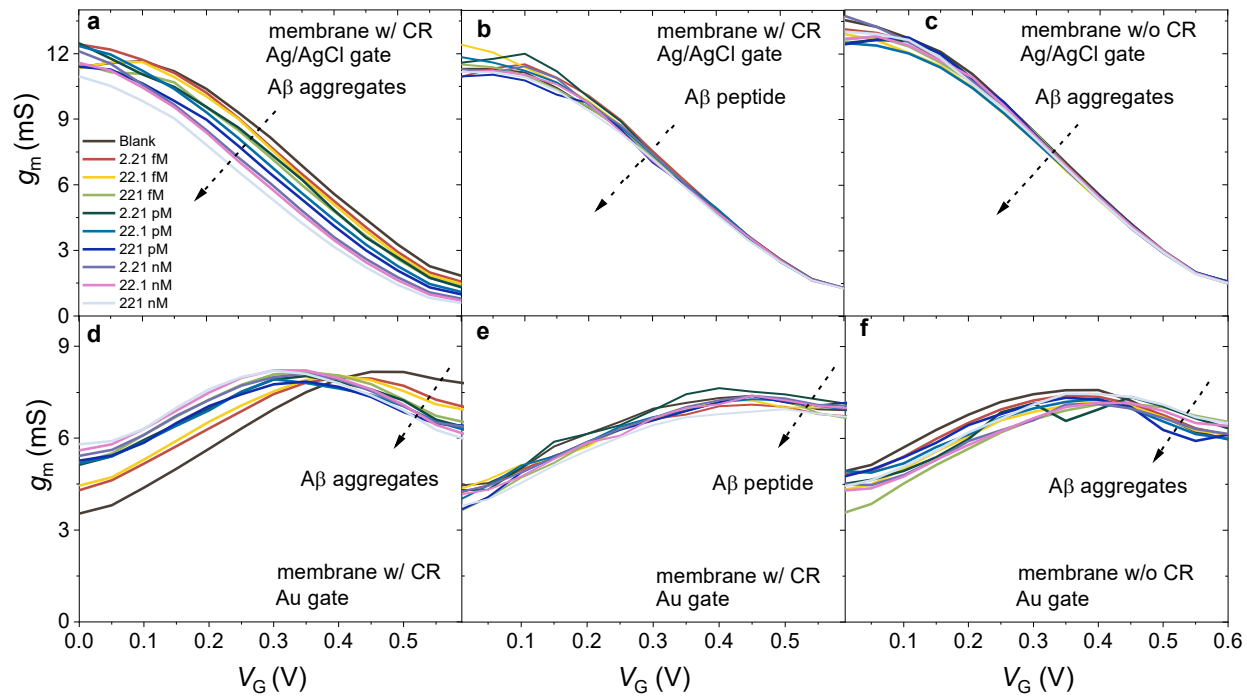 a
membrane w/ CR
Ag/AgCl gate
Aβ aggregates
Blank
2.21 fM
22.1 fM
221 fM
2.21 pM
22.1 pM
221 pM
2.21 nM
22.1 nM
221 nM
12
9
6
3
0
gm (mS)
b
membrane w/ CR
Ag/AgCl gate
Aβ peptide
c
membrane w/o CR
Ag/AgCl gate
Aβ aggregates
d
Aβ aggregates
membrane w/ CR
Au gate
9
6
3
0
gm (mS)
0.0 0.1 0.2 0.3 0.4 0.5
VG (V)
e
Aβ peptide
membrane w/ CR
Au gate
0.1 0.2 0.3 0.4 0.5
VG (V)
f
Aβ aggregates
membrane w/o CR
Au gate
0.1 0.2 0.3 0.4 0.5 0.6
VG (V)